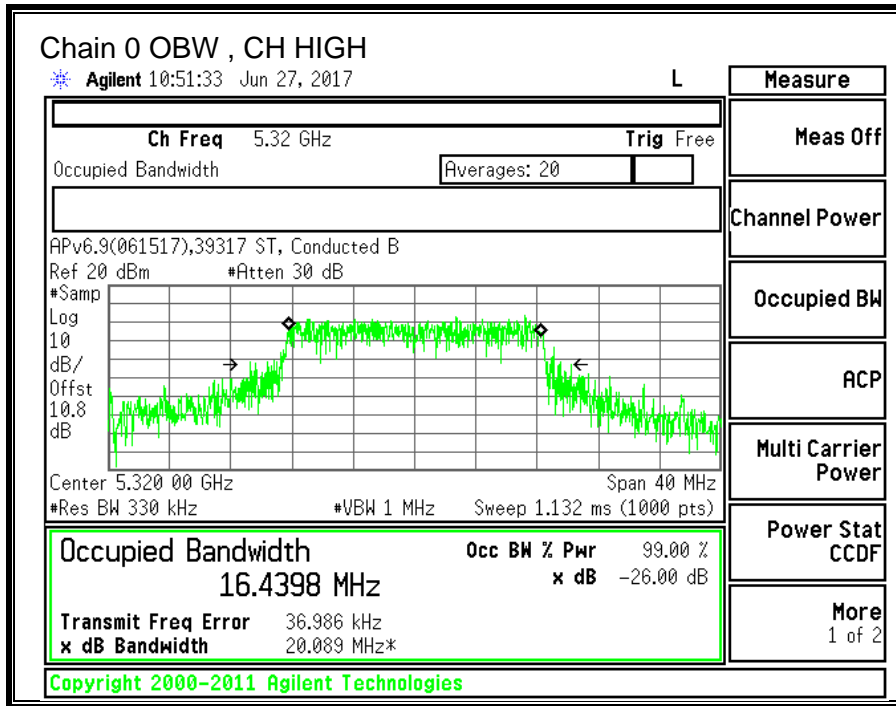 Chain 0 OBW , CH HIGH
Agilent 10:51:33 Jun 27, 2017 L
Measure
Ch Freq 5.32 GHz Trig Free
Occupied Bandwidth Averages: 20
APv6.9(061517),39317 ST, Conducted B
Ref 20 dBm #Atten 30 dB
#Samp
Log
10
dB/
Offst
10.8
dB
Center 5.320 00 GHz Span 40 MHz
#Res BW 330 kHz #VBW 1 MHz Sweep 1.132 ms (1000 pts)
Occupied Bandwidth Occ BW % Pwr 99.00 %
16.4398 MHz x dB -26.00 dB
Transmit Freq Error 36.986 kHz
x dB Bandwidth 20.089 MHz*
Copyright 2000-2011 Agilent Technologies
Meas Off
Channel Power
Occupied BW
ACP
Multi Carrier
Power
Power Stat
CCDF
More
1 of 2